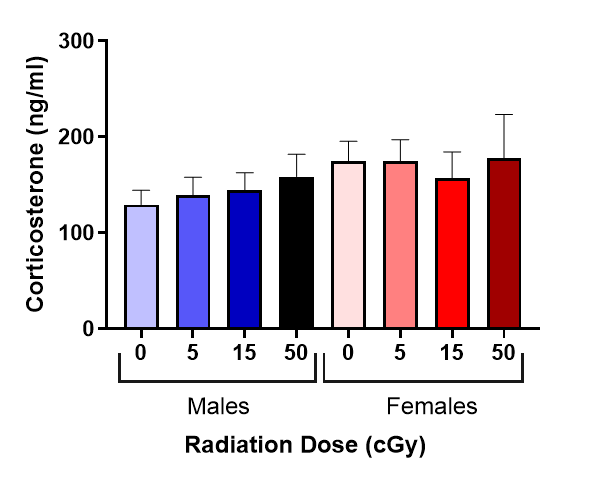 Corticosterone (ng/ml)
300
200
100
0
0 5 15 50 0 5 15 50
Males Females
Radiation Dose (cGy)